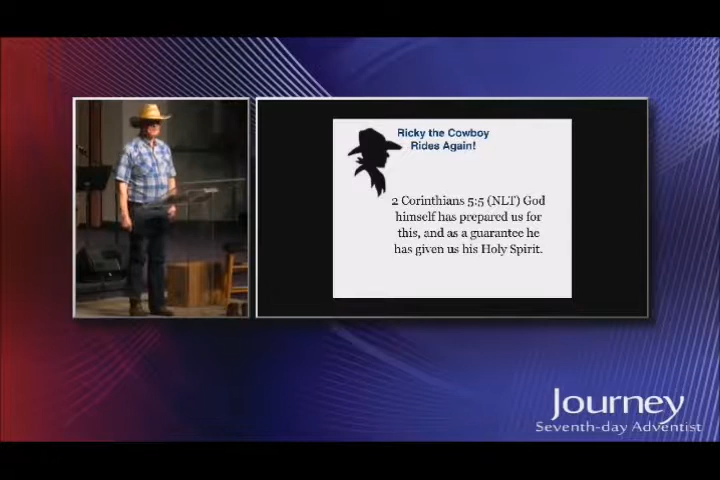 Ricky the Cowboy
Rides Again!
2 Corinthians 5:5 (NLT) God
himself has prepared us for
this, and as a guarantee he
has given us his Holy Spirit.
Journey
Seventh-day Adventist